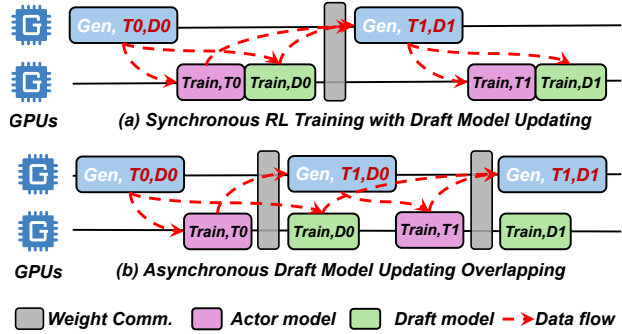 Gen, T0,D0
Gen, T1,D1
Train,T0
Train,D0
Train,T1
Train,D1
GPUs
(a) Synchronous RL Training with Draft Model Updating
Gen, T0,D0
Gen, T1,D0
Gen, T1,D1
Train,T0
Train,D0
Train,T1
Train,D1
GPUs
(b) Asynchronous Draft Model Updating Overlapping
Weight Comm.
Actor model
Draft model
Data flow